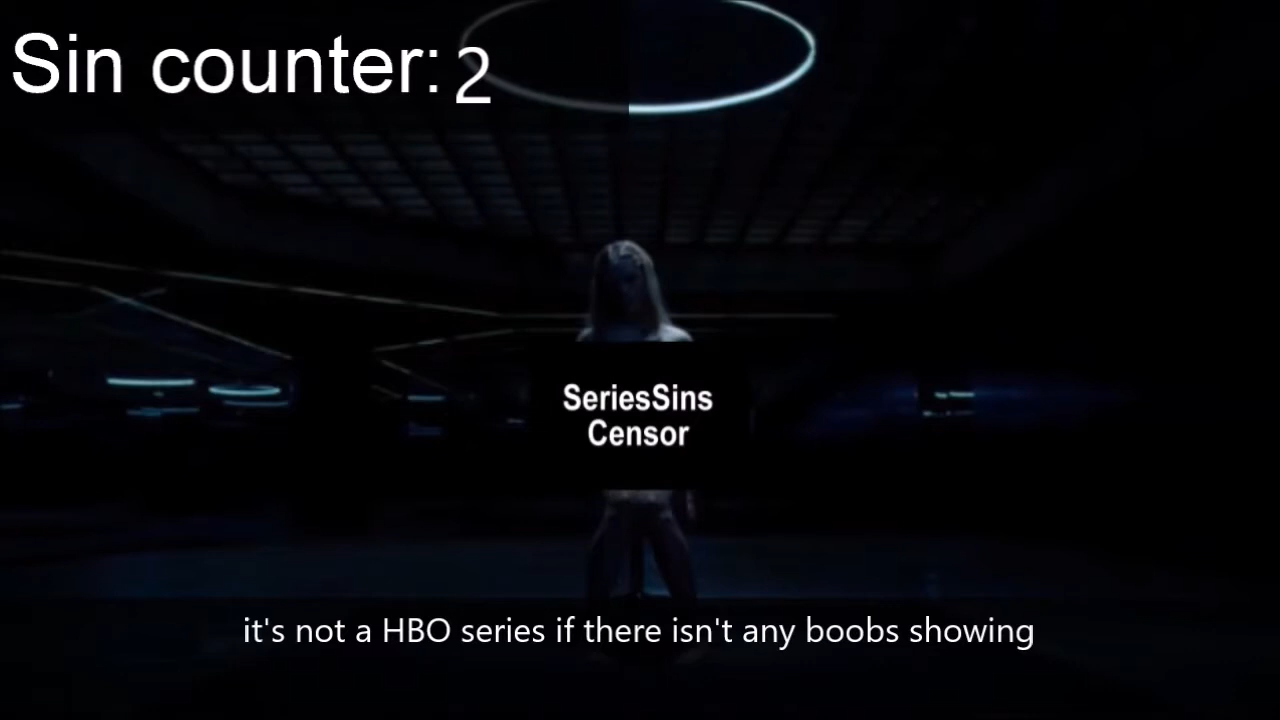 Sin counter: 2
SeriesSins
Censor
it's not a HBO series if there isn't any boobs showing